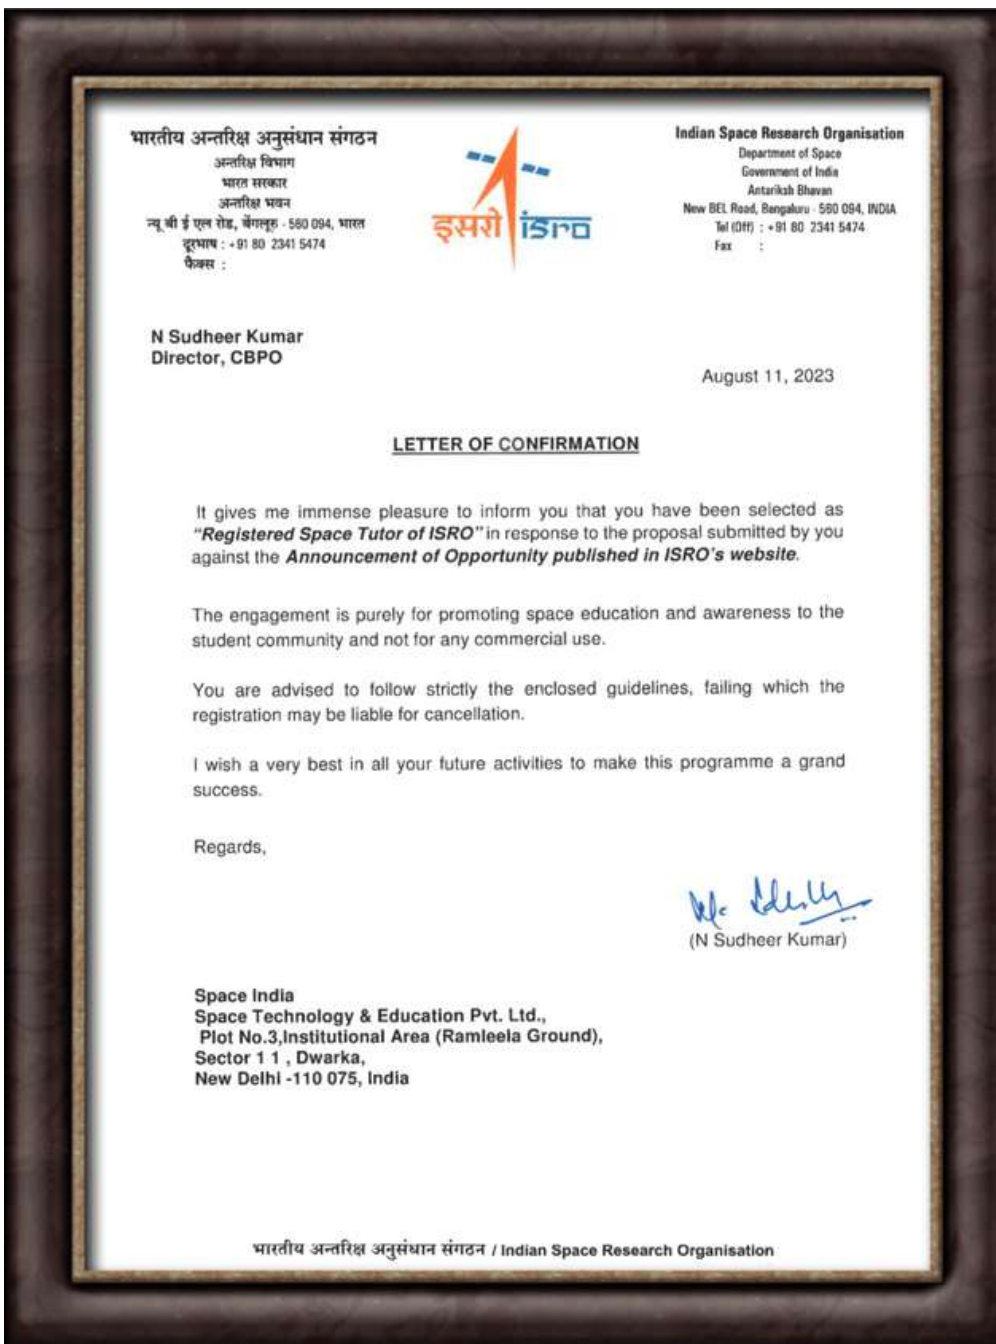 भारतीय अन्तरिक्ष अनुसंधान संगठन
अन्तरिक्ष विभाग
भारत सरकार
अन्तरिक्ष भवन
न्यू बी ई एल रोड, बेंगलूरु - 560 094, भारत
दूरभाष : +91 80 2341 5474
फैक्स :
इसरो isro
Indian Space Research Organisation
Department of Space
Government of India
Antariksh Bhavan
New BEL Road, Bengaluru - 560 094, INDIA
Tel (Off) : +91 80 2341 5474
Fax :
N Sudheer Kumar
Director, CBPO
August 11, 2023
LETTER OF CONFIRMATION
It gives me immense pleasure to inform you that you have been selected as
“Registered Space Tutor of ISRO” in response to the proposal submitted by you
against the Announcement of Opportunity published in ISRO's website.
The engagement is purely for promoting space education and awareness to the
student community and not for any commercial use.
You are advised to follow strictly the enclosed guidelines, failing which the
registration may be liable for cancellation.
I wish a very best in all your future activities to make this programme a grand
success.
Regards,
(N Sudheer Kumar)
Space India
Space Technology & Education Pvt. Ltd.,
Plot No.3,Institutional Area (Ramleela Ground),
Sector 1 1 , Dwarka,
New Delhi -110 075, India
भारतीय अन्तरिक्ष अनुसंधान संगठन / Indian Space Research Organisation